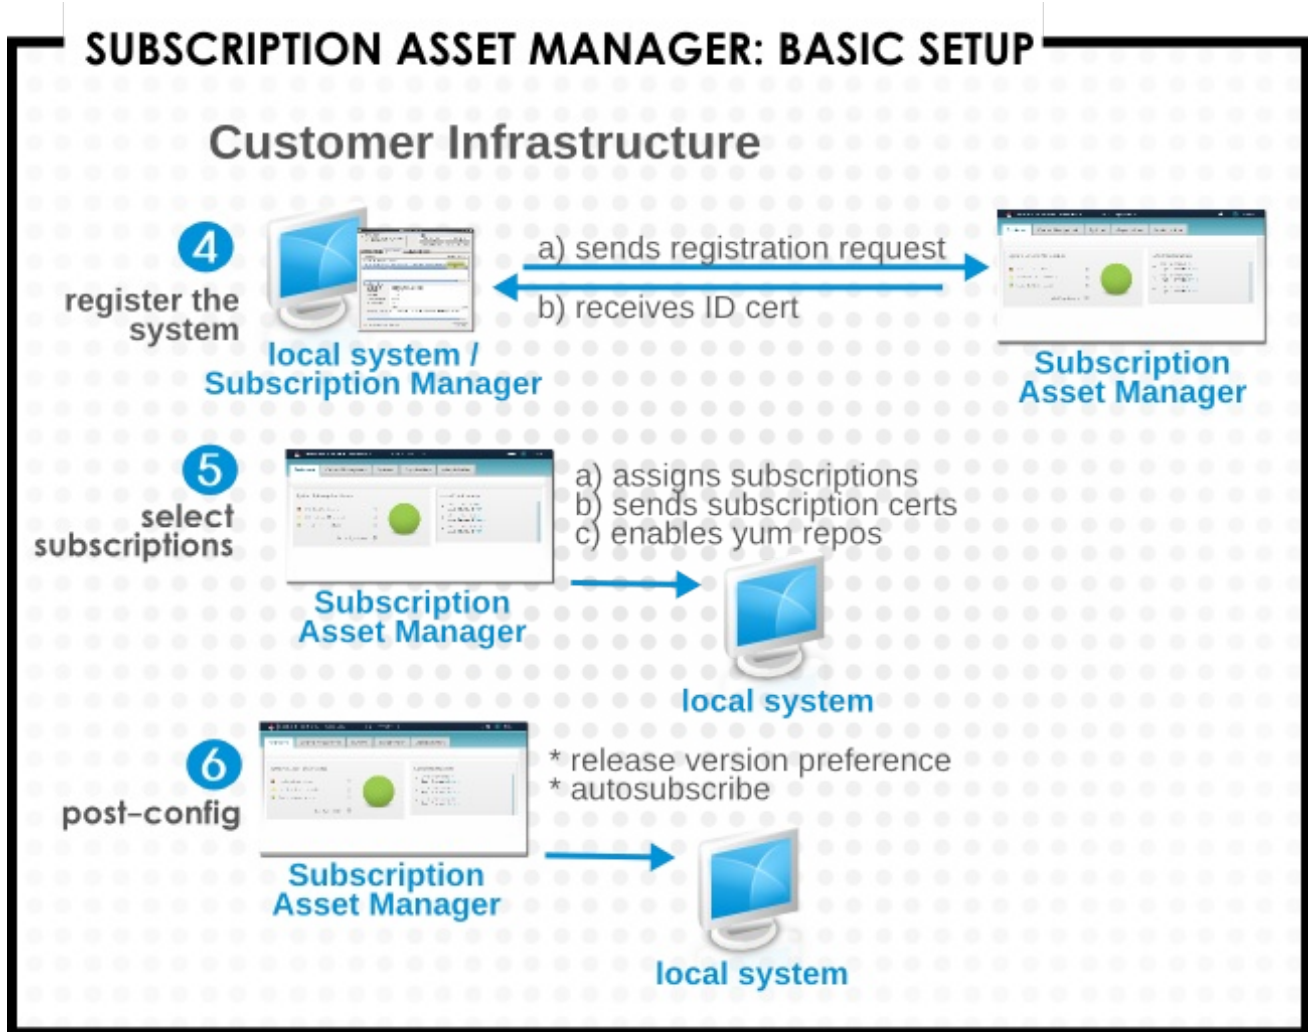 SUBSCRIPTION ASSET MANAGER: BASIC SETUP
Customer Infrastructure
4
register the
system
local system /
Subscription Manager
a) sends registration request
b) receives ID cert
Subscription
Asset Manager
5
select
subscriptions
Subscription
Asset Manager
a) assigns subscriptions
b) sends subscription certs
c) enables yum repos
local system
6
post-config
Subscription
Asset Manager
* release version preference
* autosubscribe
local system